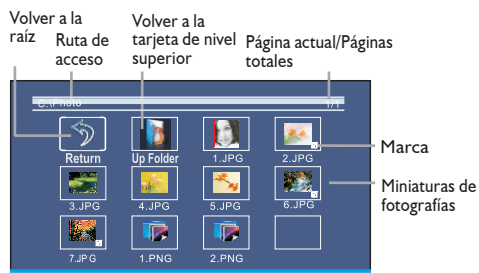 Volver a la
raíz
Ruta de
acceso
Volver a la
tarjeta de nivel
superior
Página actual/Páginas
totales
C:\Photo 1/1
Return Up Folder 1.JPG 2.JPG
Marca
3.JPG 4.JPG 5.JPG 6.JPG
Miniaturas de
fotografías
7.JPG 1.PNG 2.PNG